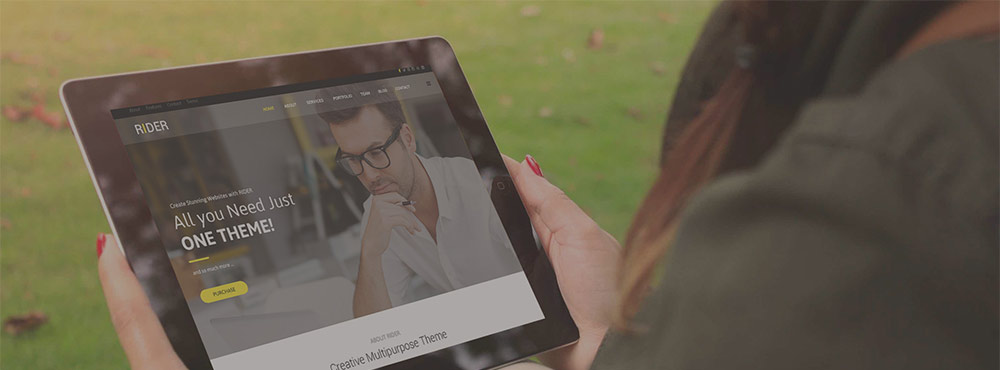 RIDER
HOME ABOUT SERVICES PORTFOLIO TEAM BLOG CONTACT
Create Stunning Websites with RIDER
All you Need Just
ONE THEME!
and so much more ...
PURCHASE
ABOUT RIDER
Creative Multipurpose Theme